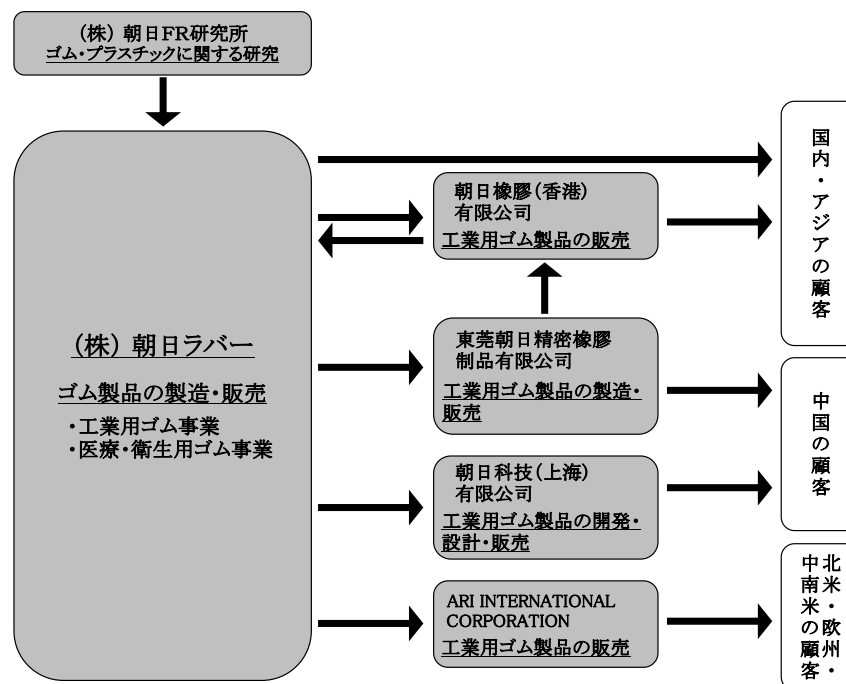 (株) 朝日FR研究所
ゴム・プラスチックに関する研究
(株) 朝日ラバー
ゴム製品の製造・販売
・工業用ゴム事業
・医療・衛生用ゴム事業
朝日橡膠(香港)
有限公司
工業用ゴム製品の販売
東莞朝日精密橡膠
制品有限公司
工業用ゴム製品の製造・
販売
朝日科技(上海)
有限公司
工業用ゴム製品の開発・
設計・販売
ARI INTERNATIONAL
CORPORATION
工業用ゴム製品の販売
国内・アジアの顧客
中国の顧客
北米・欧州・
中南米の顧客